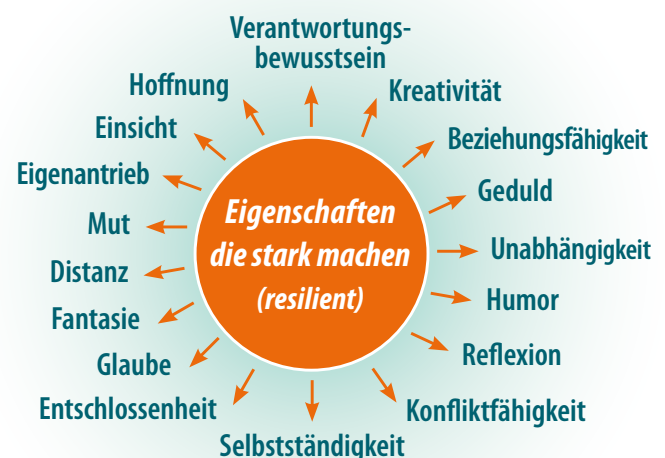 Verantwortungs-
bewusstsein
Kreativität
Beziehungsfähigkeit
Geduld
Unabhängigkeit
Humor
Reflexion
Konfliktfähigkeit
Selbstständigkeit
Entschlossenheit
Glaube
Fantasie
Distanz
Mut
Eigenantrieb
Einsicht
Hoffnung
Eigenschaften
die stark machen
(resilient)